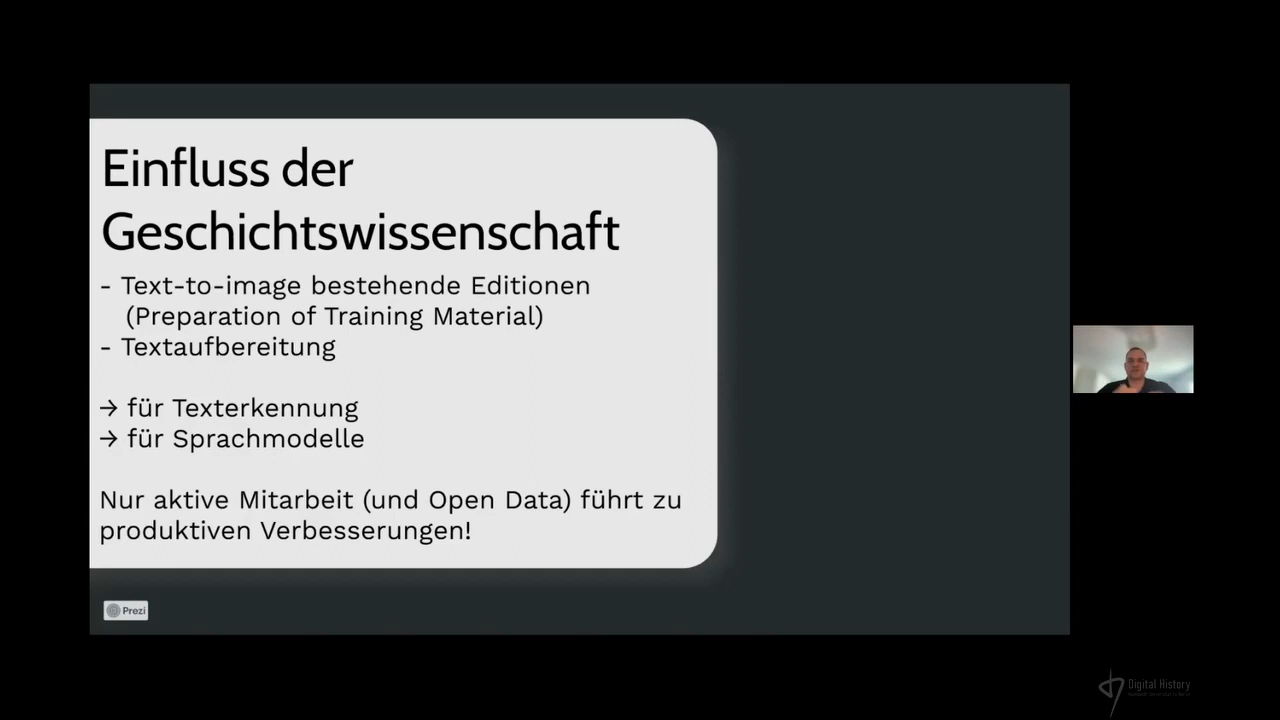 Einfluss der
Geschichtswissenschaft
- Text-to-image bestehende Editionen
(Preparation of Training Material)
- Textaufbereitung
→ für Texterkennung
→ für Sprachmodelle
Nur aktive Mitarbeit (und Open Data) führt zu
produktiven Verbesserungen!
Prezi
Digital History